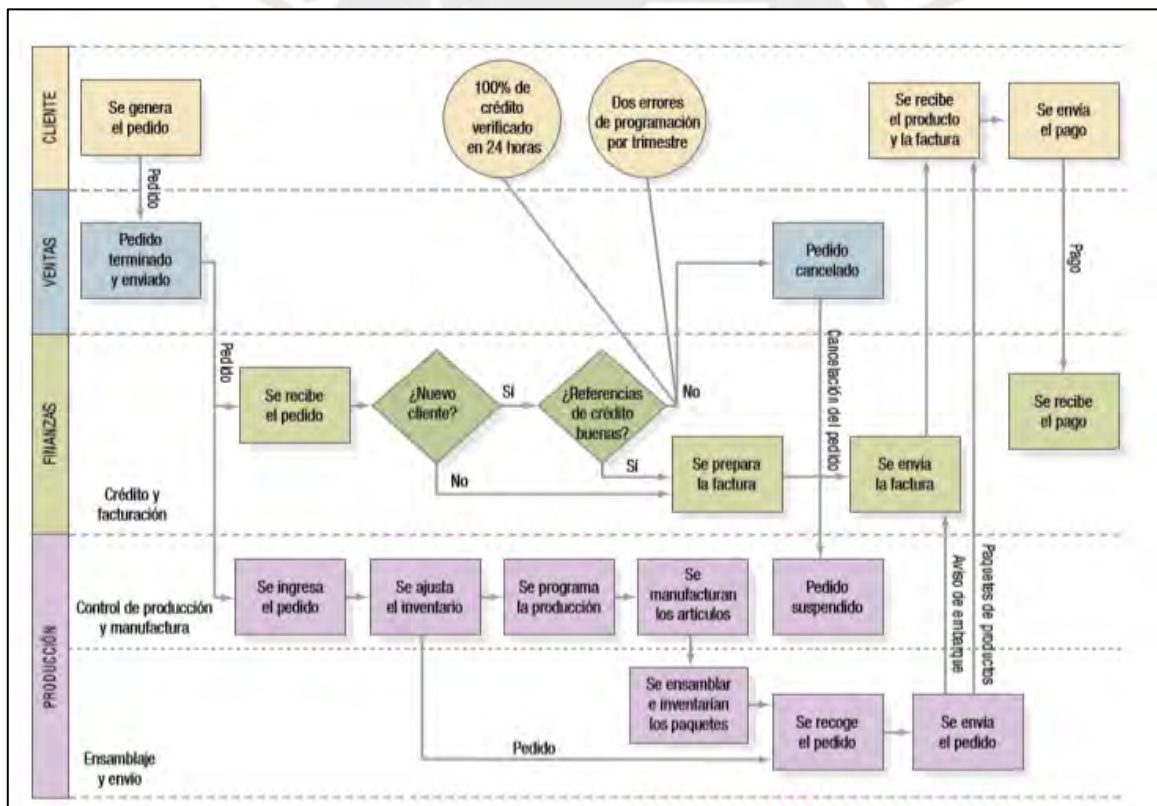 CLIENTE
Se genera
el pedido
100% de
crédito
verificado
en 24 horas
Dos errores
de programación
por trimestre
Se recibe
el producto
y la factura
Se envía
el pago
Pedido
VENTAS
Pedido
terminado
y enviado
Pedido
cancelado
Pago
FINANZAS
Pedido
Se recibe
el pedido
¿Nuevo
cliente?
Sí
¿Referencias
de crédito
buenas?
No
Cancelación del pedido
Se recibe
el pago
No
Sí
Se prepara
la factura
Se envía
la factura
Crédito y
facturación
PRODUCCIÓN
Control de producción
y manufactura
Se ingresa
el pedido
Se ajusta
el inventario
Se programa
la producción
Se
manufacturan
los artículos
Pedido
suspendido
Aviso de embarque
Paquetes de productos
Se ensamblar
e inventarían
los paquetes
Se recoge
el pedido
Se envía
el pedido
Pedido
Ensamblaje
y envío